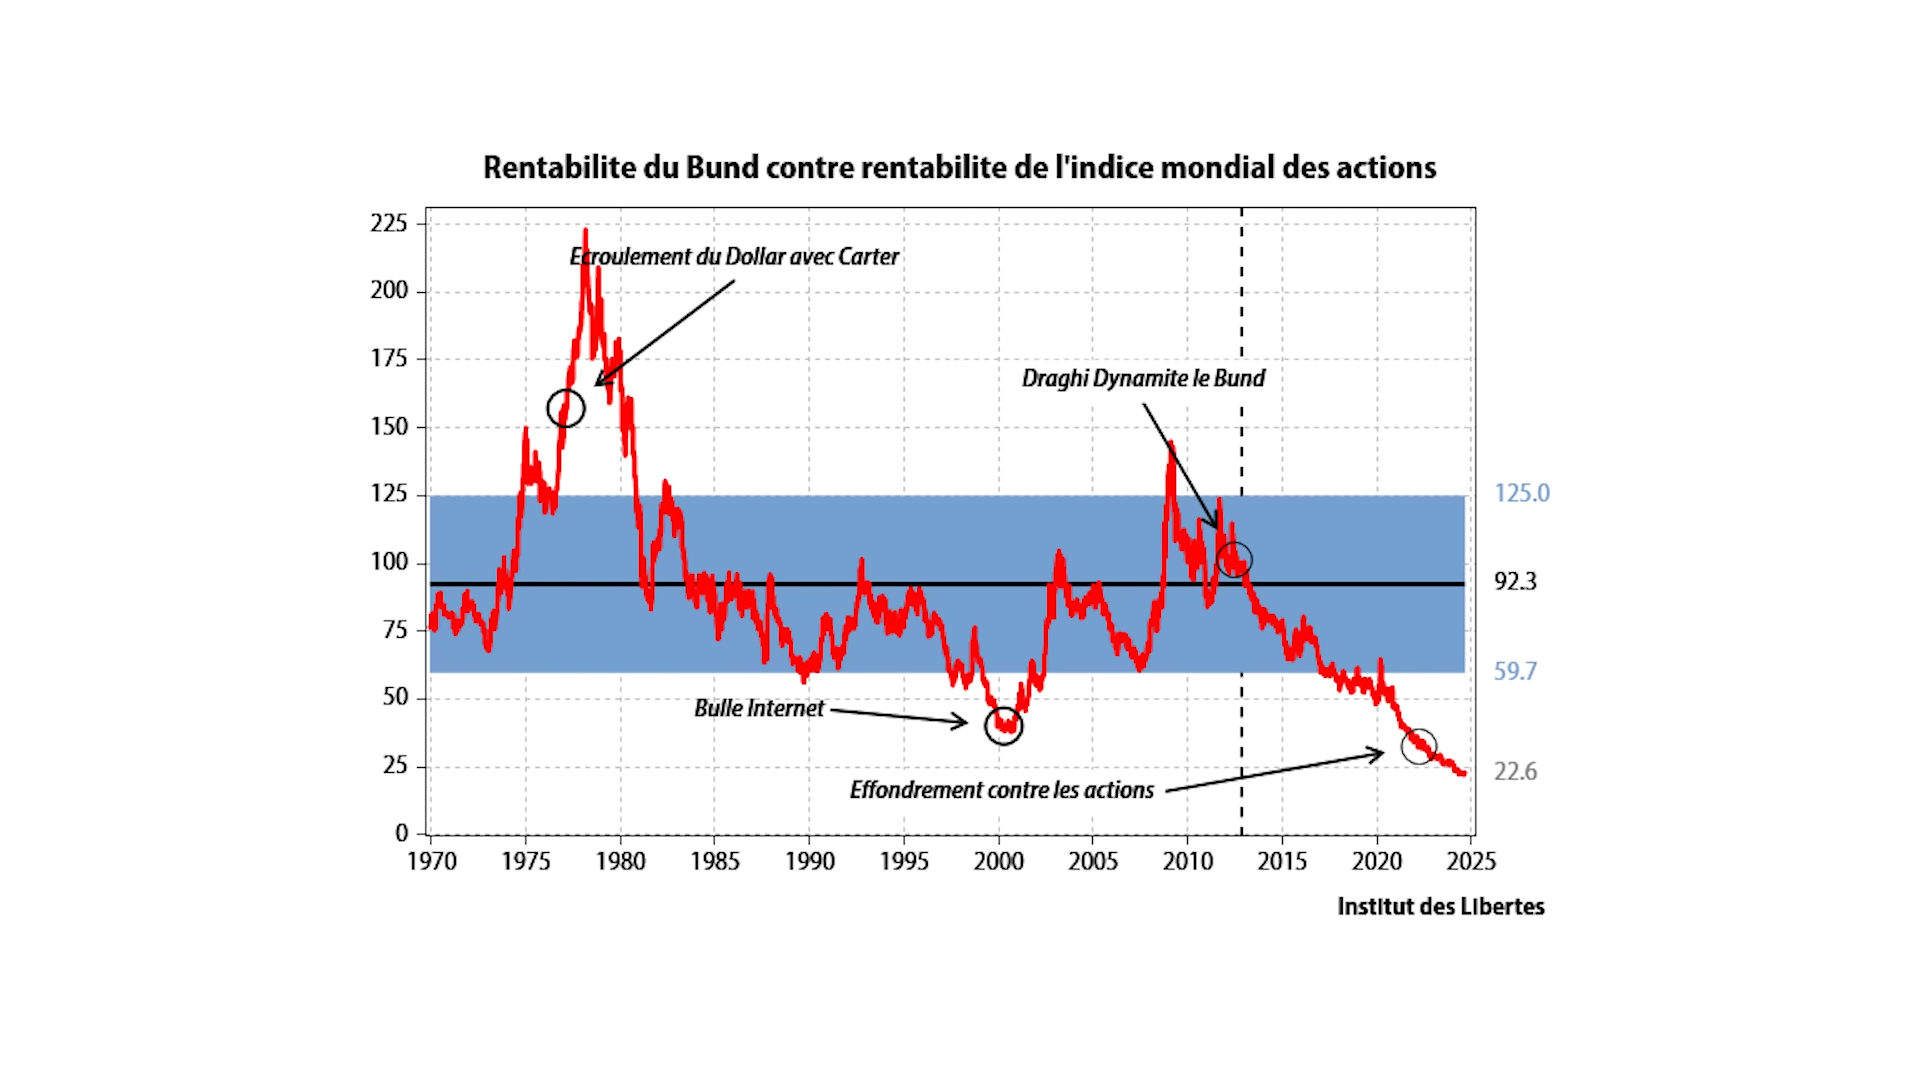 Rentabilite du Bund contre rentabilite de l'indice mondial des actions
225
Ecroulement du Dollar avec Carter
200
175
Draghi Dynamite le Bund
150
125
125.0
100
92.3
75
59.7
50
Bulle Internet
25
22.6
Effondrement contre les actions
0
1970 1975 1980 1985 1990 1995 2000 2005 2010 2015 2020 2025
Institut des Libertes